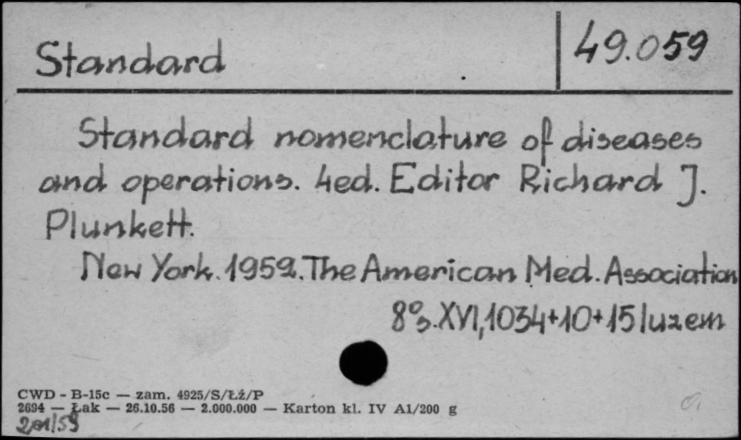 Standard
49.059
Standard nomenclature of diseases
and operations. 4ed. Editor Richard J.
Plunkett.
New York. 1952. The American Med. Association
8°. XVI, 1034+10+15 luzem
CWD - B-15c — zam. 4925/S/Łź/P
2694 — Łak — 26.10.56 — 2.000.000 — Karton kl. IV A1/200 g